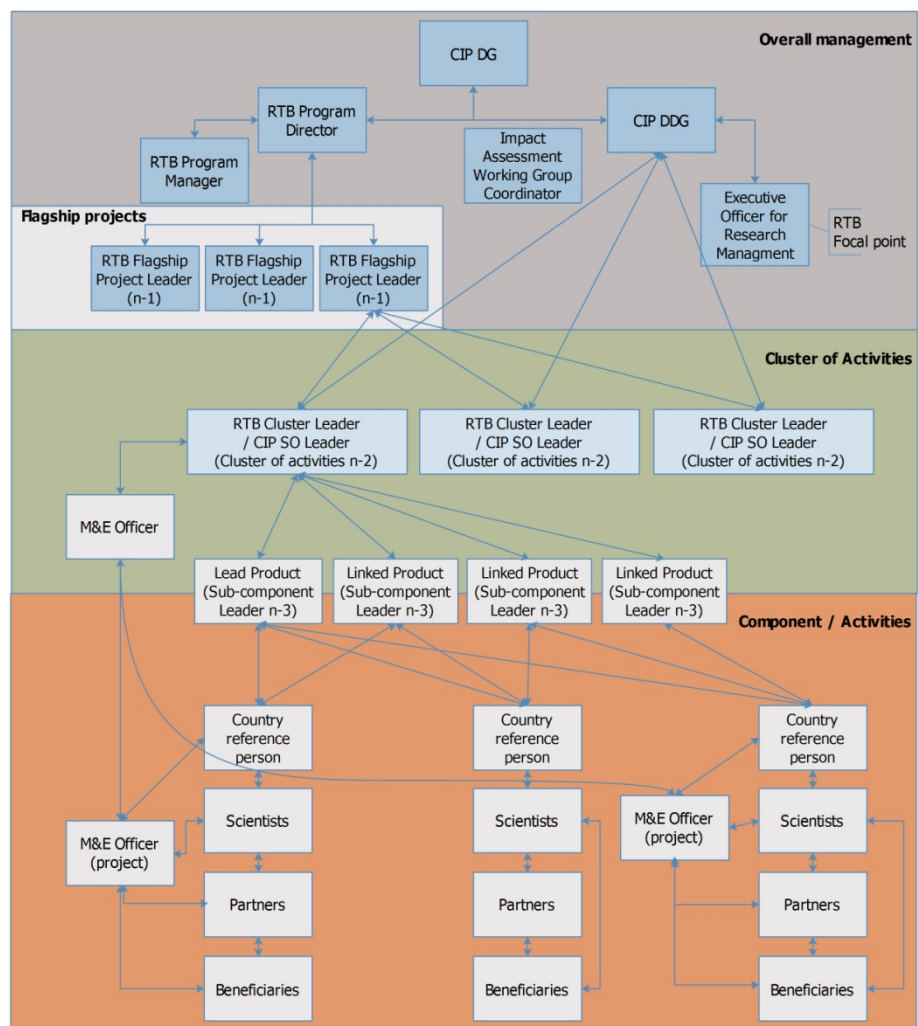 Overall management
CIP DG
RTB Program
Director
CIP DDG
RTB Program
Manager
Impact
Assessment
Working Group
Coordinator
Executive
Officer for
Research
Managment
RTB
Focal point
Flagship projects
RTB Flagship
Project Leader
(n-1)
RTB Flagship
Project Leader
(n-1)
RTB Flagship
Project Leader
(n-1)
Cluster of Activities
RTB Cluster Leader
/ CIP SO Leader
(Cluster of activities n-2)
RTB Cluster Leader
/ CIP SO Leader
(Cluster of activities n-2)
RTB Cluster Leader
/ CIP SO Leader
(Cluster of activities n-2)
M&E Officer
Lead Product
(Sub-component
Leader n-3)
Linked Product
(Sub-component
Leader n-3)
Linked Product
(Sub-component
Leader n-3)
Linked Product
(Sub-component
Leader n-3)
Component / Activities
Country
reference
person
Country
reference
person
Country
reference
person
M&E Officer
(project)
Scientists
Scientists
M&E Officer
(project)
Scientists
Partners
Partners
Partners
Beneficiaries
Beneficiaries
Beneficiaries